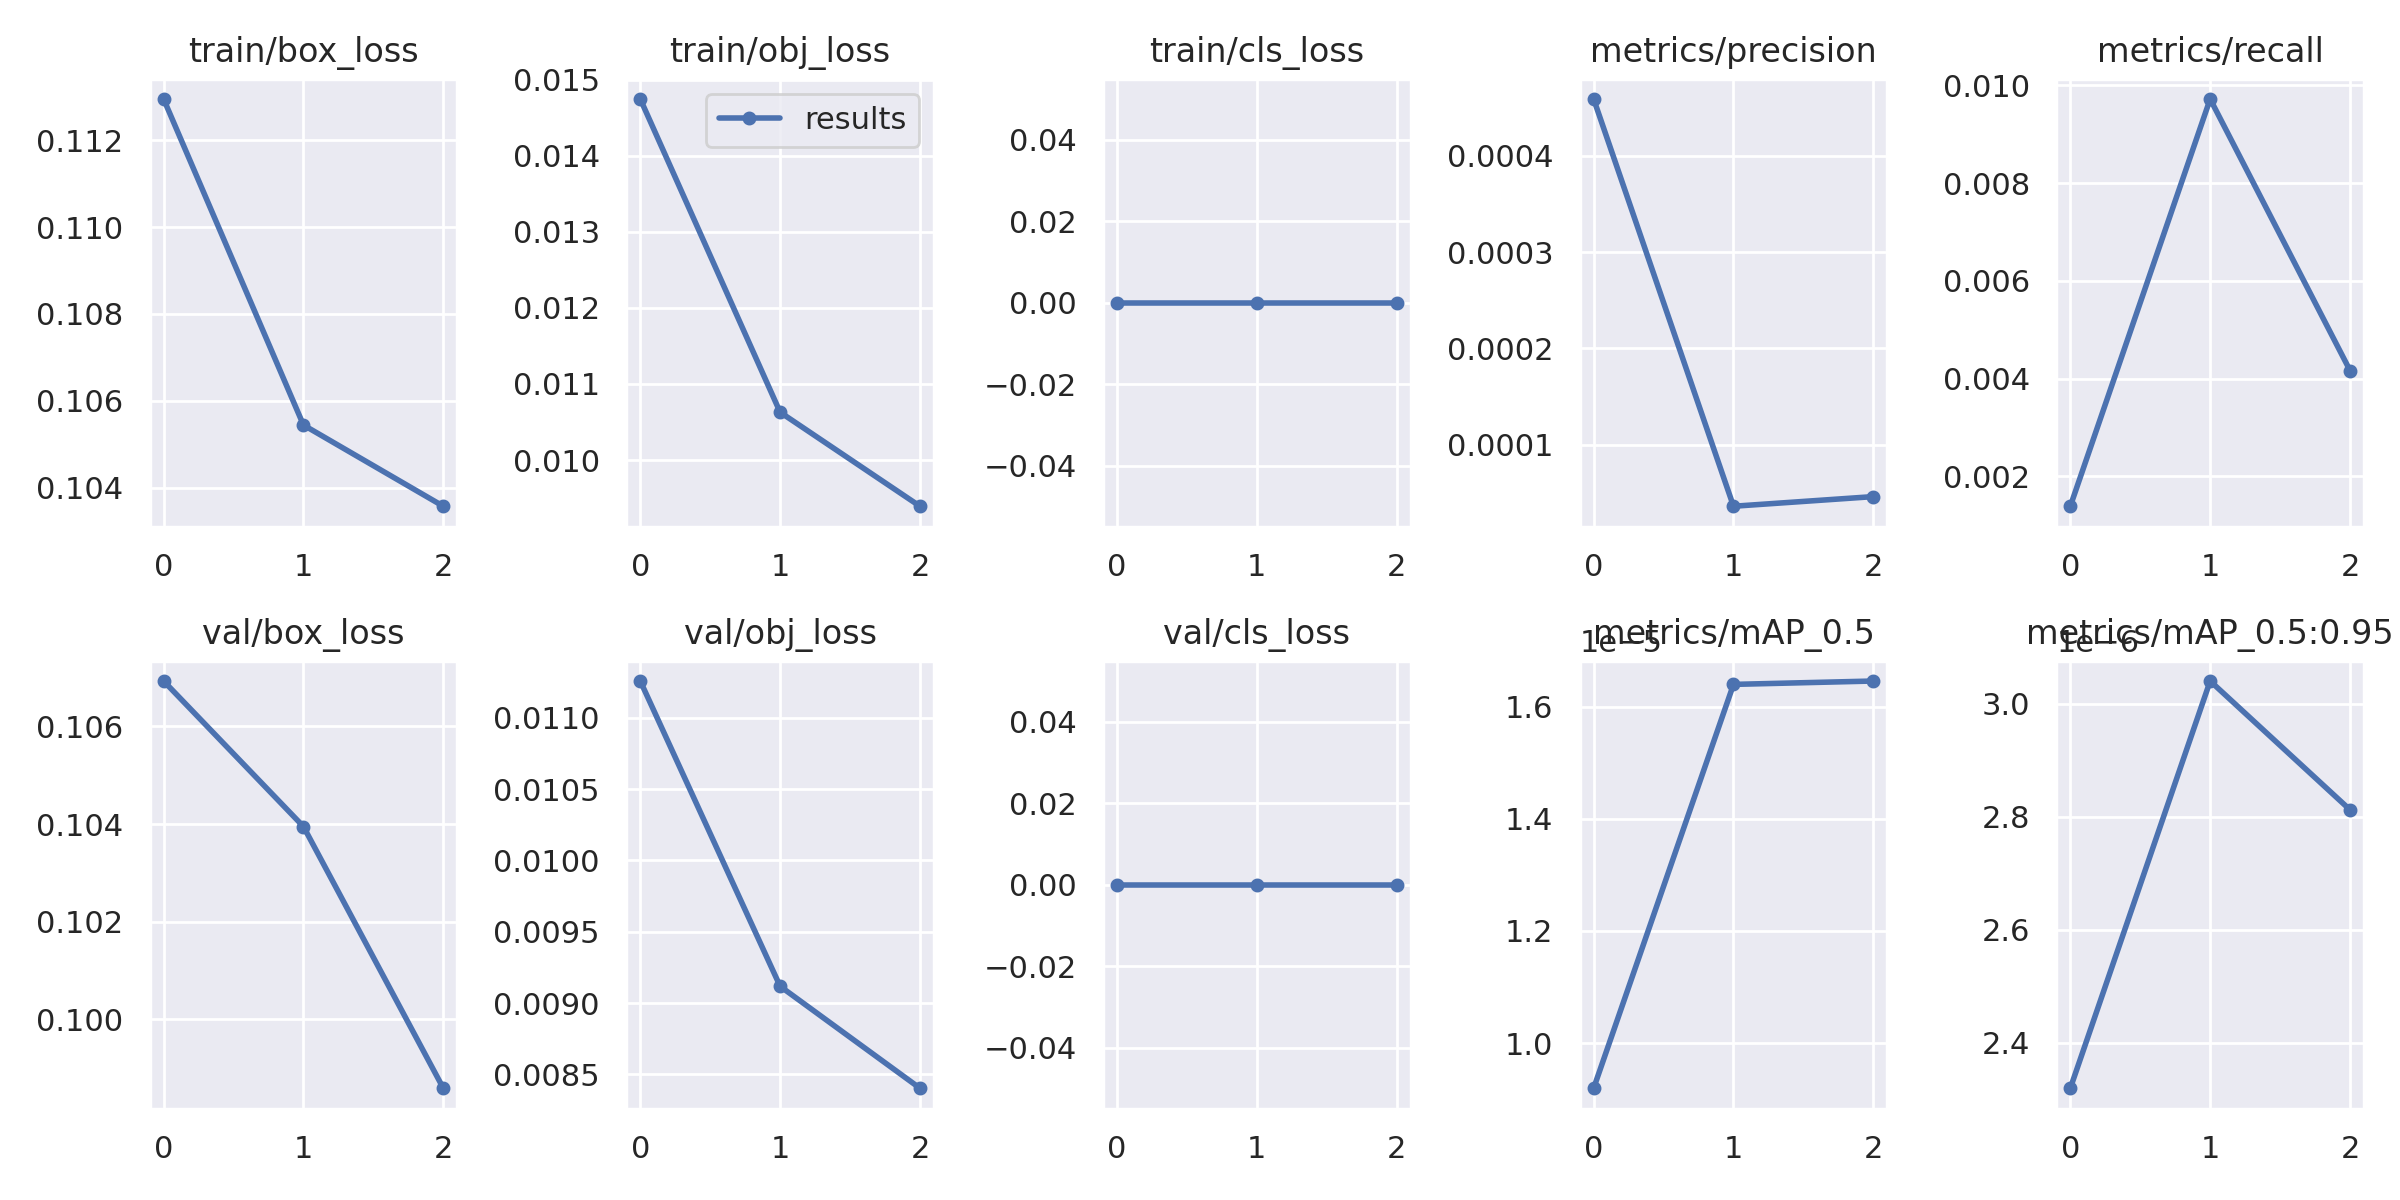 train/box_loss
0.112
0.110
0.108
0.106
0.104
0 1 2
train/obj_loss
results
0.015
0.014
0.013
0.012
0.011
0.010
0 1 2
train/cls_loss
0.04
0.02
0.00
−0.02
−0.04
0 1 2
metrics/precision
0.0004
0.0003
0.0002
0.0001
0 1 2
metrics/recall
0.010
0.008
0.006
0.004
0.002
0 1 2
val/box_loss
0.106
0.104
0.102
0.100
0 1 2
val/obj_loss
0.0110
0.0105
0.0100
0.0095
0.0090
0.0085
0 1 2
val/cls_loss
0.04
0.02
0.00
−0.02
−0.04
0 1 2
metrics/mAP_0.5
1e−5
1.6
1.4
1.2
1.0
0 1 2
metrics/mAP_0.5:0.95
1e−6
3.0
2.8
2.6
2.4
0 1 2